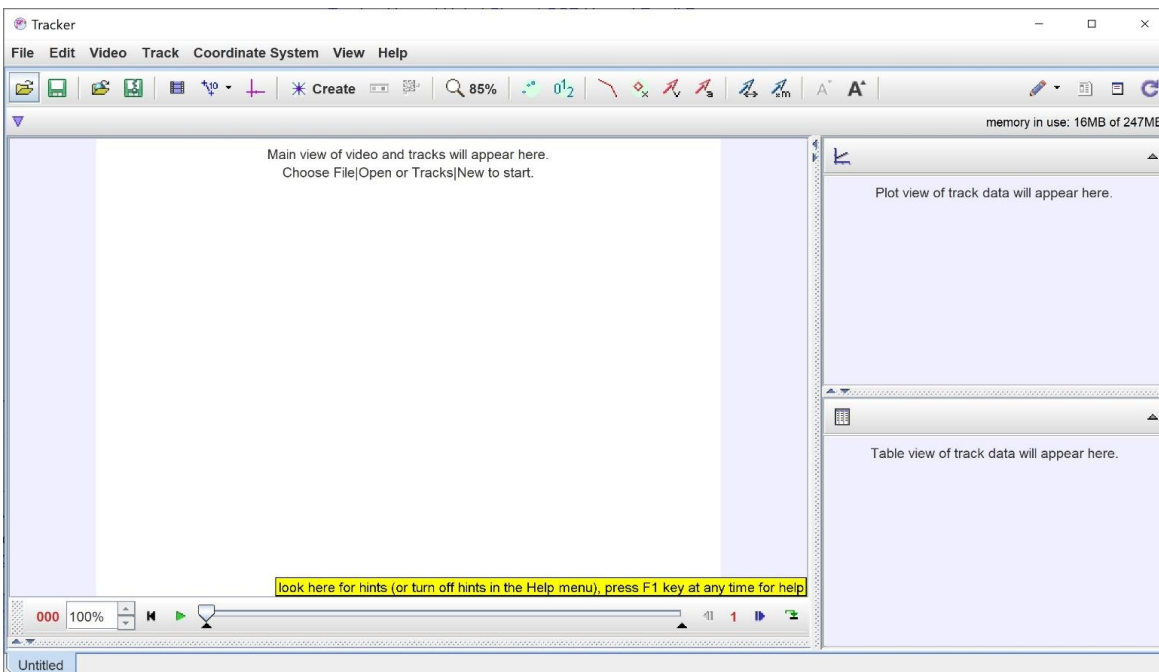 Tracker
File Edit Video Track Coordinate System View Help
Create 85% 0 1 2 A A
memory in use: 16MB of 247MB
Main view of video and tracks will appear here.
Choose File|Open or Tracks|New to start.
Plot view of track data will appear here.
Table view of track data will appear here.
look here for hints (or turn off hints in the Help menu), press F1 key at any time for help
000 100% 1
Untitled